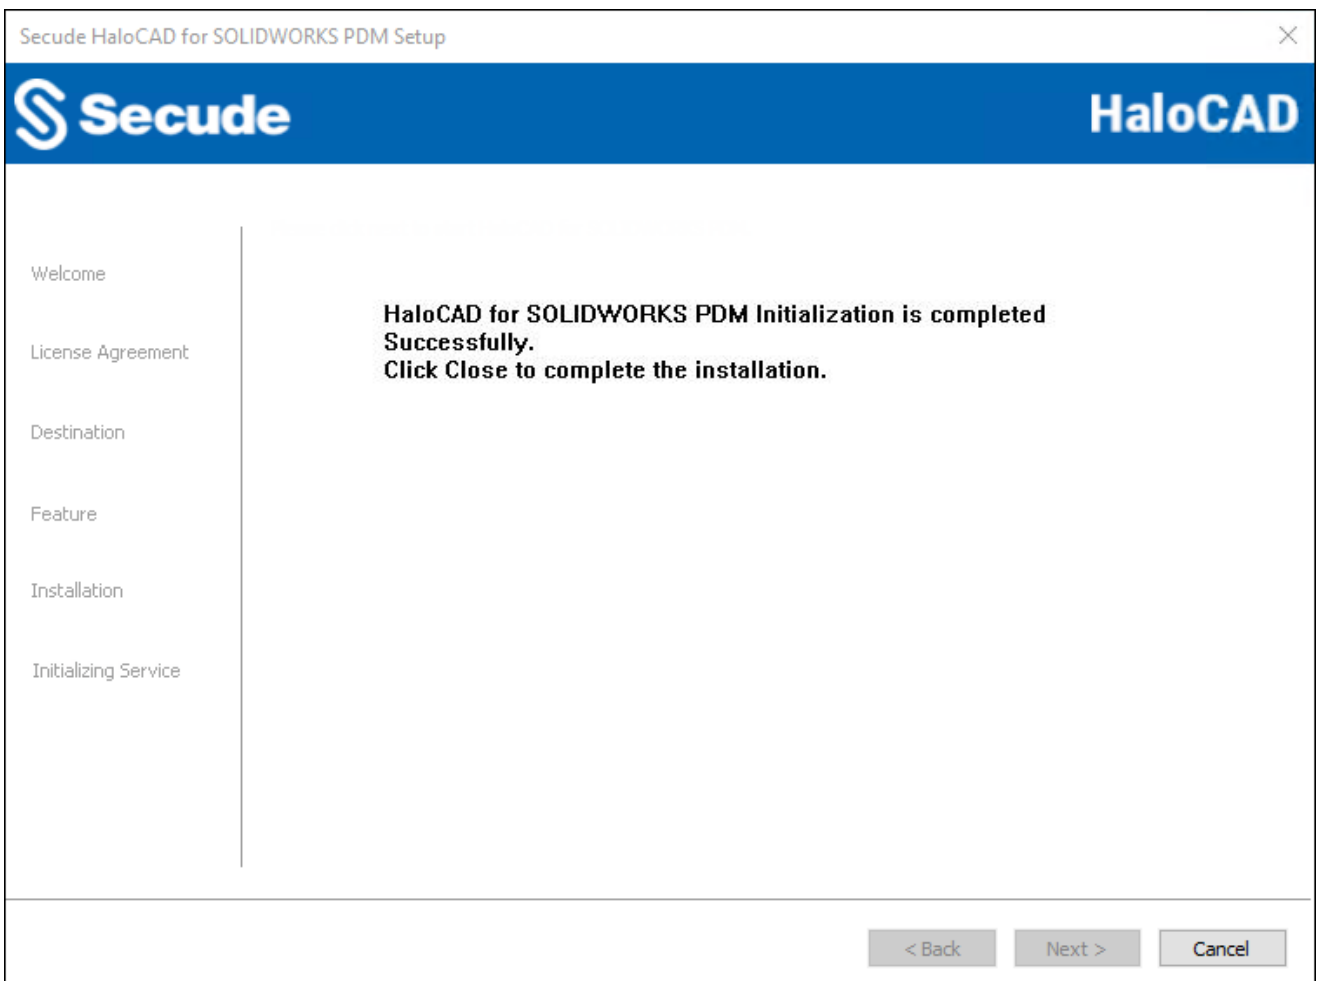 Secude HaloCAD for SOLIDWORKS PDM Setup
Secude
HaloCAD
Welcome
License Agreement
Destination
Feature
Installation
Initializing Service
HaloCAD for SOLIDWORKS PDM Initialization is completed
Successfully.
Click Close to complete the installation.
< Back
Next >
Cancel